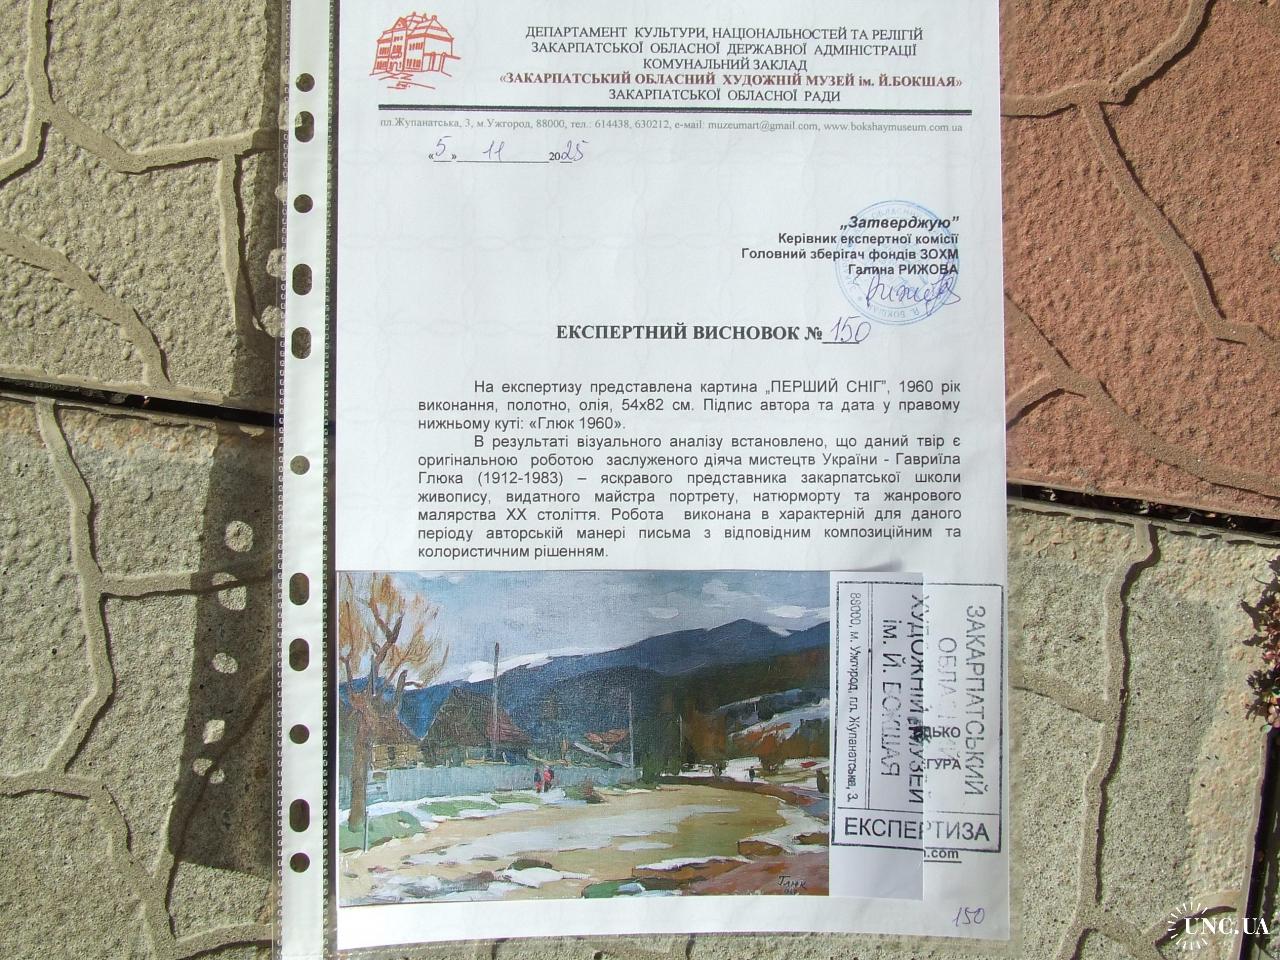 ДЕПАРТАМЕНТ КУЛЬТУРИ, НАЦІОНАЛЬНОСТЕЙ ТА РЕЛІГІЙ
ЗАКАРПАТСЬКОЇ ОБЛАСНОЇ ДЕРЖАВНОЇ АДМІНІСТРАЦІЇ
КОМУНАЛЬНИЙ ЗАКЛАД
«ЗАКАРПАТСЬКИЙ ОБЛАСНИЙ ХУДОЖНІЙ МУЗЕЙ ім. Й.БОКШАЯ»
ЗАКАРПАТСЬКОЇ ОБЛАСНОЇ РАДИ
пл.Жупанатська, 3, м.Ужгород, 88000, тел.: 614438, 630212, e-mail: muzeumart@gmail.com, www.bokshaymuseum.com.ua
«5» 11 2025
„Затверджую"
Керівник експертної комісії
Головний зберігач фондів ЗОХМ
Галина РИЖОВА
ЕКСПЕРТНИЙ ВИСНОВОК № 150
На експертизу представлена картина „ПЕРШИЙ СНІГ", 1960 рік
виконання, полотно, олія, 54х82 см. Підпис автора та дата у правому
нижньому куті: «Глюк 1960».
В результаті візуального аналізу встановлено, що даний твір є
оригінальною роботою заслуженого діяча мистецтв України - Гавриїла
Глюка (1912-1983) – яскравого представника закарпатської школи
живопису, видатного майстра портрету, натюрморту та жанрового
малярства ХХ століття. Робота виконана в характерній для даного
періоду авторській манері письма з відповідним композиційним та
колористичним рішенням.
ЗАКАРПАТСЬКИЙ
ХУДОЖНІЙ МУЗЕЙ
ім. Й. БОКШАЯ
88000, м. Ужгород, пл. Жупанатська, 3.
ЕКСПЕРТИЗА
Глюк
150
UNC.UA